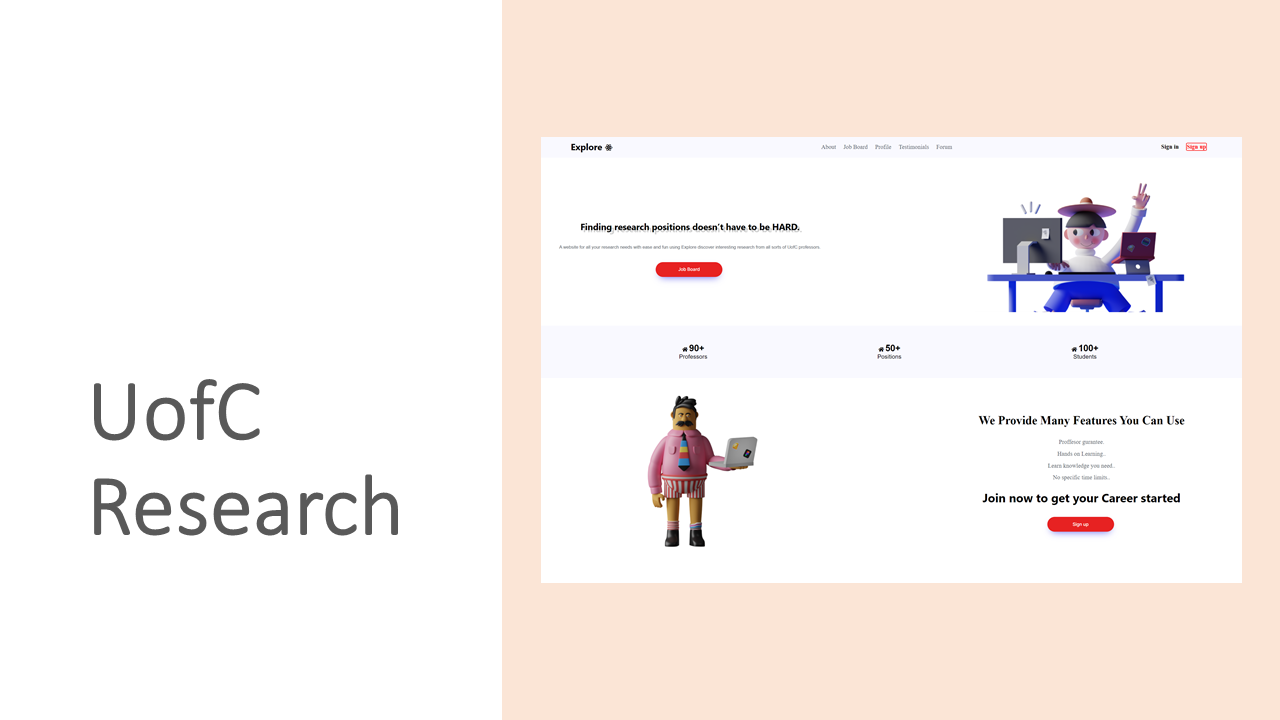 UofC
Research
Explore
About Job Board Profile Testimonials Forum
Sign in Sign up
Finding research positions doesn't have to be HARD.
A website for all your research needs with ease and fun using Explore discover interesting research from all sorts of UofC professors.
Job Board
90+
Professors
50+
Positions
100+
Students
We Provide Many Features You Can Use
Proffesor gurantee.
Hands on Learning..
Learn knowledge you need..
No specific time limits..
Join now to get your Career started
Sign up